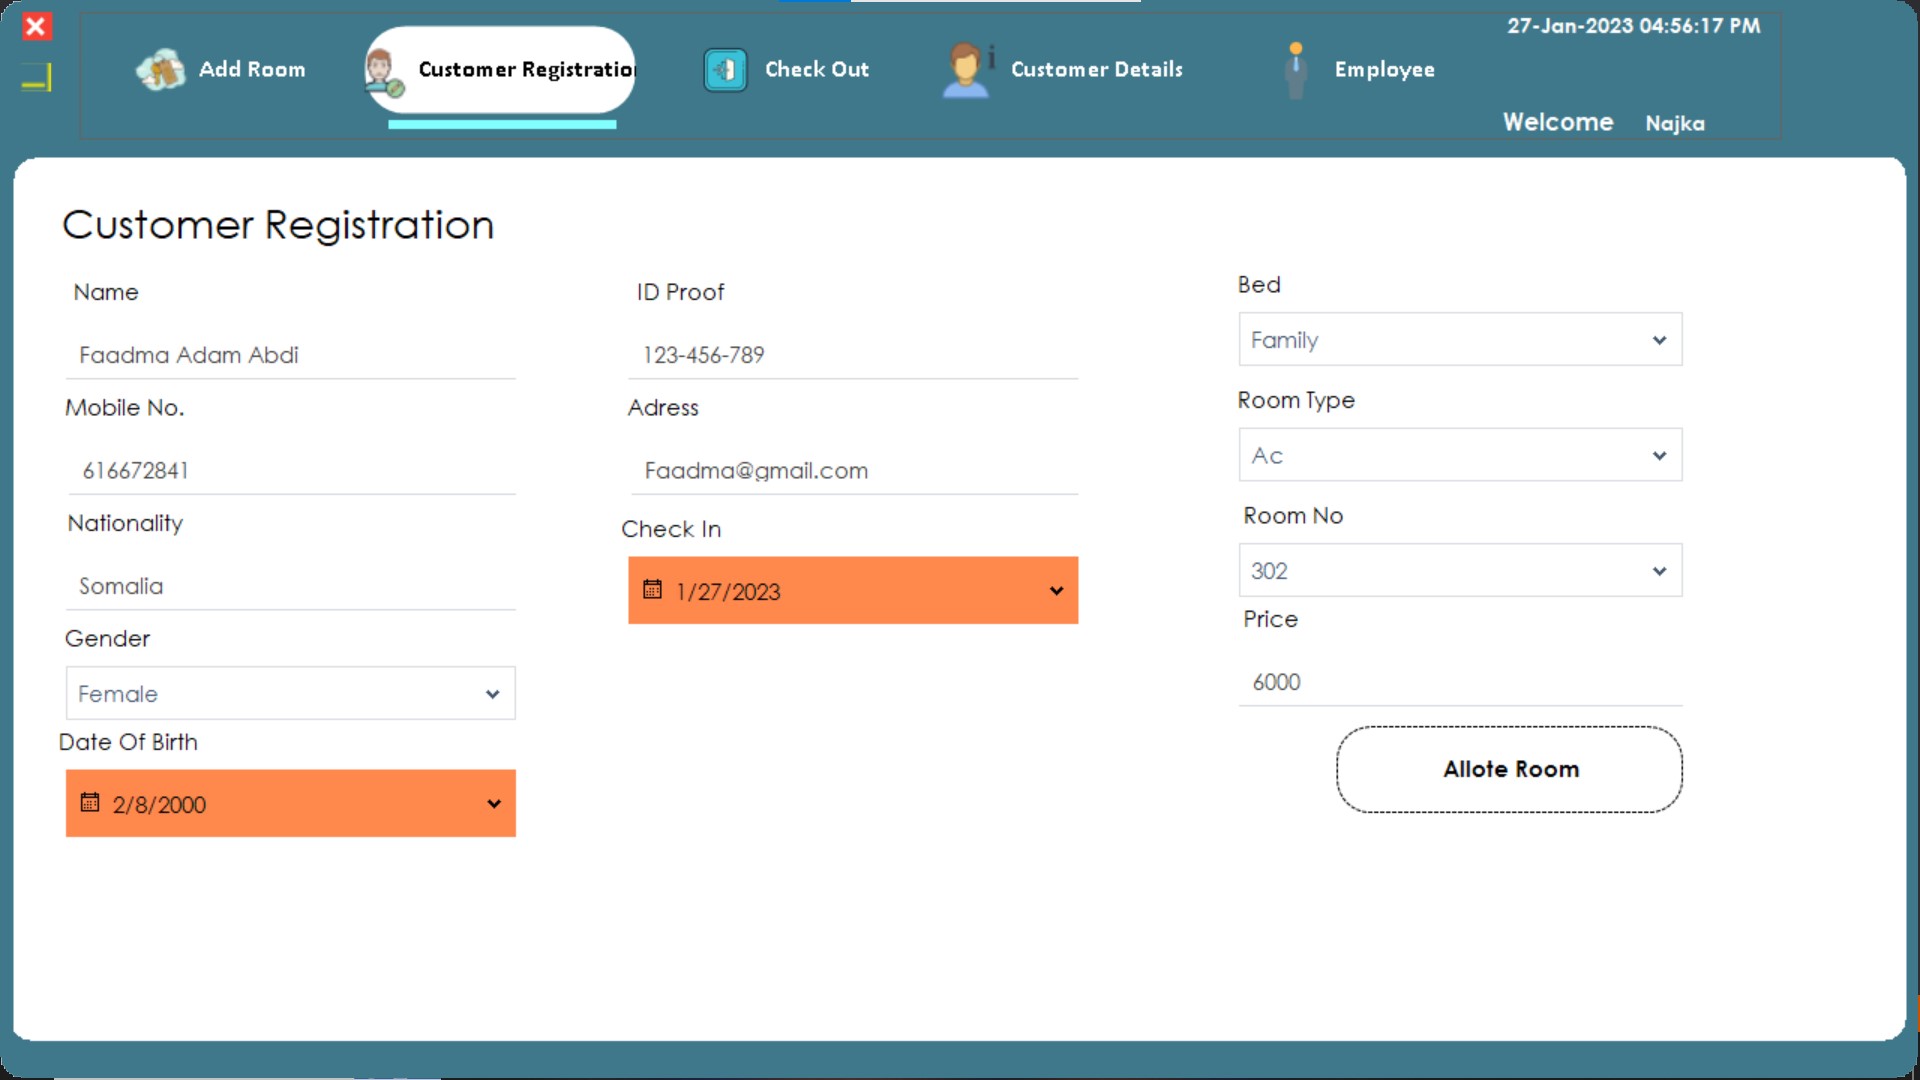 27-Jan-2023 04:56:17 PM
Add Room
Customer Registratio
Check Out
Customer Details
Employee
Welcome Najka
Customer Registration
Name
Faadma Adam Abdi
Mobile No.
616672841
Nationality
Somalia
Gender
Female
Date Of Birth
2/8/2000
ID Proof
123-456-789
Adress
Faadma@gmail.com
Check In
1/27/2023
Bed
Family
Room Type
Ac
Room No
302
Price
6000
Allote Room